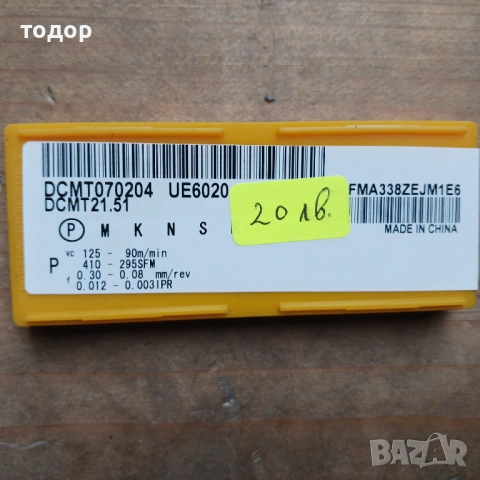 тодор
DCMT070204 UE6020
DCMT21.51
20 лв.
FMA338ZEJM1E6
MADE IN CHINA
P M K N S
P
vc 125 - 90m/min
410 - 295SFM
f 0.30 - 0.08 mm/rev
0.012 - 0.003IPR
BAZAR